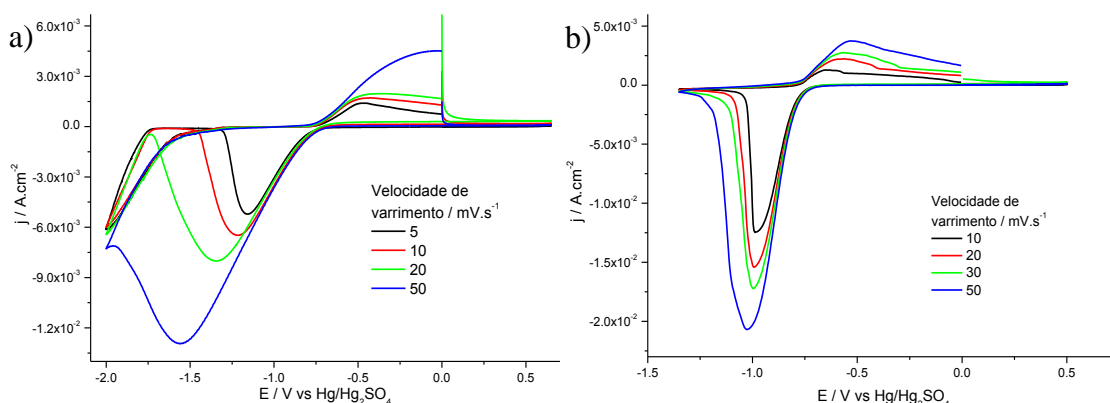 a)
6.0x10⁻³
3.0x10⁻³
0.0
-3.0x10⁻³
-6.0x10⁻³
-9.0x10⁻³
-1.2x10⁻²
j / A.cm⁻²
Velocidade de
varrimento / mV.s⁻¹
5
10
20
50
-2.0 -1.5 -1.0 -0.5 0.0 0.5
E / V vs Hg/Hg₂SO₄
b)
5.0x10⁻³
0.0
-5.0x10⁻³
-1.0x10⁻²
-1.5x10⁻²
-2.0x10⁻²
j / A.cm⁻²
Velocidade de
varrimento / mV.s⁻¹
10
20
30
50
-1.5 -1.0 -0.5 0.0 0.5
E / V vs Hg/Hg₂SO₄